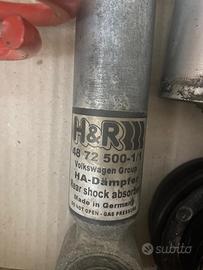 H&R
48 72 500-1/1
Volkswagen Group
HA-Dämpfer
Rear shock absorber
Made in Germany
DO NOT OPEN - GAS PRESSURE
subito